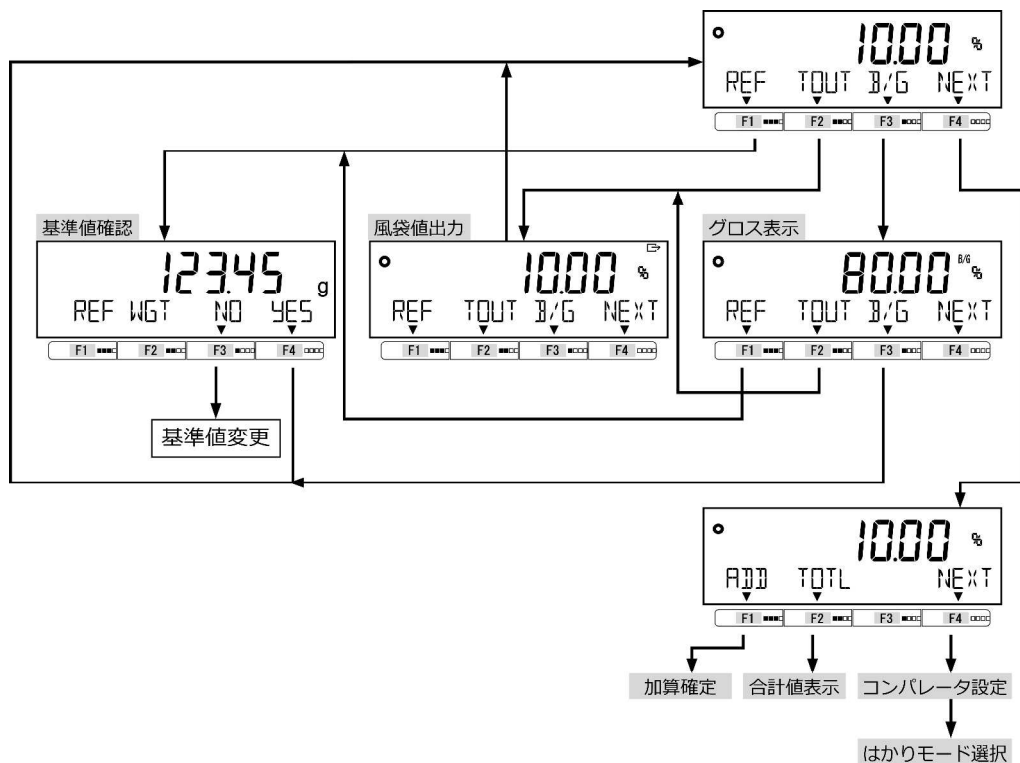 10.00 %
REF TOUT B/G NEXT
F1 F2 F3 F4
基準値確認
123.45 g
REF WGT NO YES
F1 F2 F3 F4
基準値変更
風袋値出力
10.00 %
REF TOUT B/G NEXT
F1 F2 F3 F4
グロス表示
80.00 B/G %
REF TOUT B/G NEXT
F1 F2 F3 F4
10.00 %
ADD TOTL NEXT
F1 F2 F3 F4
加算確定 合計値表示 コンパレータ設定
はかりモード選択